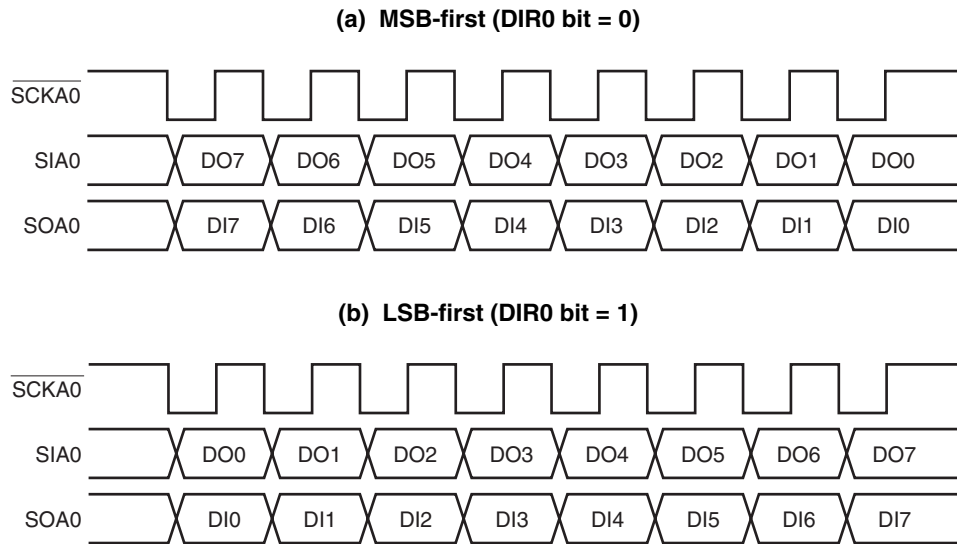 (a) MSB-first (DIR0 bit = 0)
SCKA0
SIA0 DO7 DO6 DO5 DO4 DO3 DO2 DO1 DO0
SOA0 DI7 DI6 DI5 DI4 DI3 DI2 DI1 DI0
(b) LSB-first (DIR0 bit = 1)
SCKA0
SIA0 DO0 DO1 DO2 DO3 DO4 DO5 DO6 DO7
SOA0 DI0 DI1 DI2 DI3 DI4 DI5 DI6 DI7